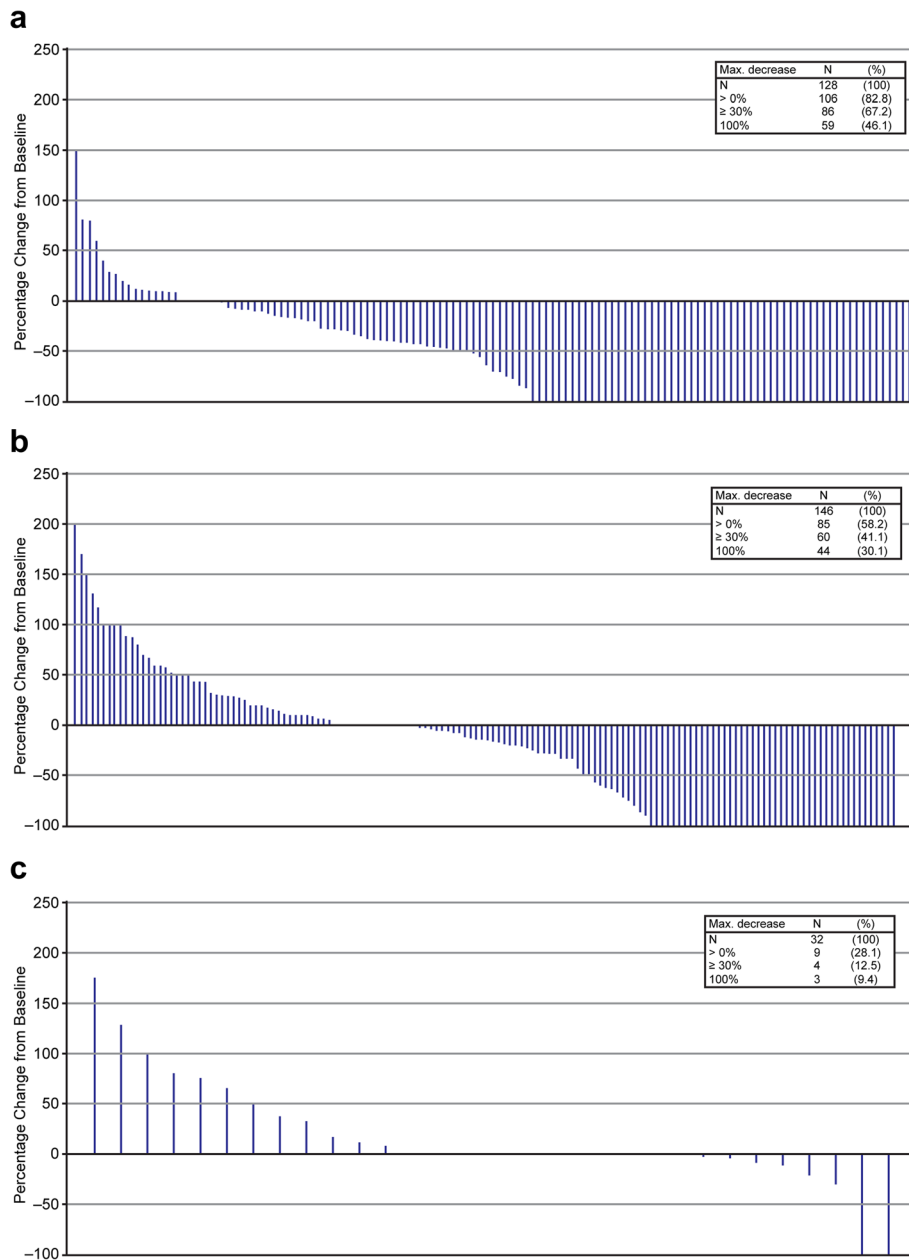 a
Percentage Change from Baseline
250
200
150
100
50
0
–50
–100
Max. decrease N (%)
N 128 (100)
> 0% 106 (82.8)
≥ 30% 86 (67.2)
100% 59 (46.1)
b
Percentage Change from Baseline
250
200
150
100
50
0
–50
–100
Max. decrease N (%)
N 146 (100)
> 0% 85 (58.2)
≥ 30% 60 (41.1)
100% 44 (30.1)
c
Percentage Change from Baseline
250
200
150
100
50
0
–50
–100
Max. decrease N (%)
N 32 (100)
> 0% 9 (28.1)
≥ 30% 4 (12.5)
100% 3 (9.4)